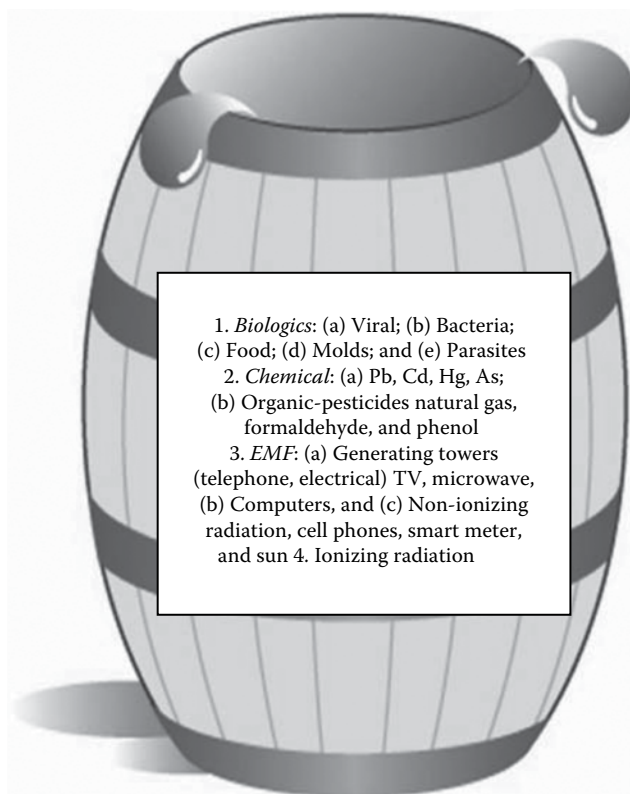 1. Biologics: (a) Viral; (b) Bacteria;
(c) Food; (d) Molds; and (e) Parasites
2. Chemical: (a) Pb, Cd, Hg, As;
(b) Organic-pesticides natural gas,
formaldehyde, and phenol
3. EMF: (a) Generating towers
(telephone, electrical) TV, microwave,
(b) Computers, and (c) Non-ionizing
radiation, cell phones, smart meter,
and sun 4. Ionizing radiation